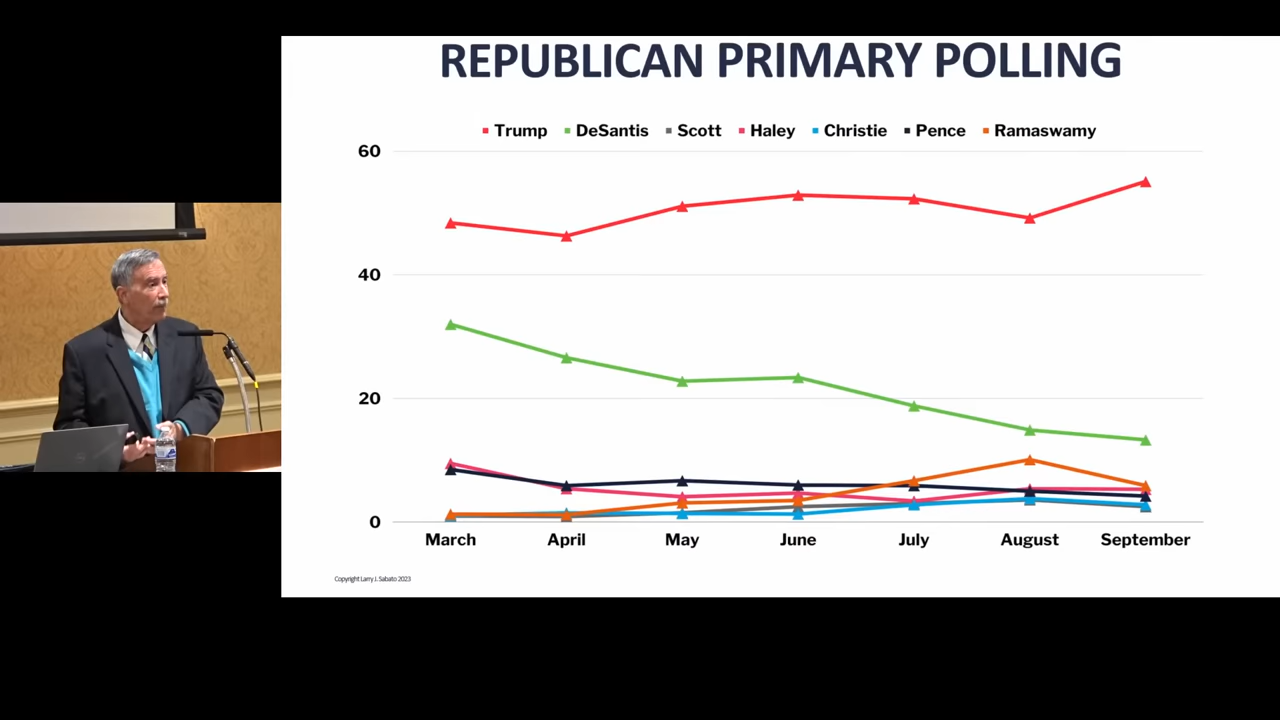 REPUBLICAN PRIMARY POLLING
Trump DeSantis Scott Haley Christie Pence Ramaswamy
60
40
20
0
March April May June July August September
Copyright Larry J. Sabato 2023